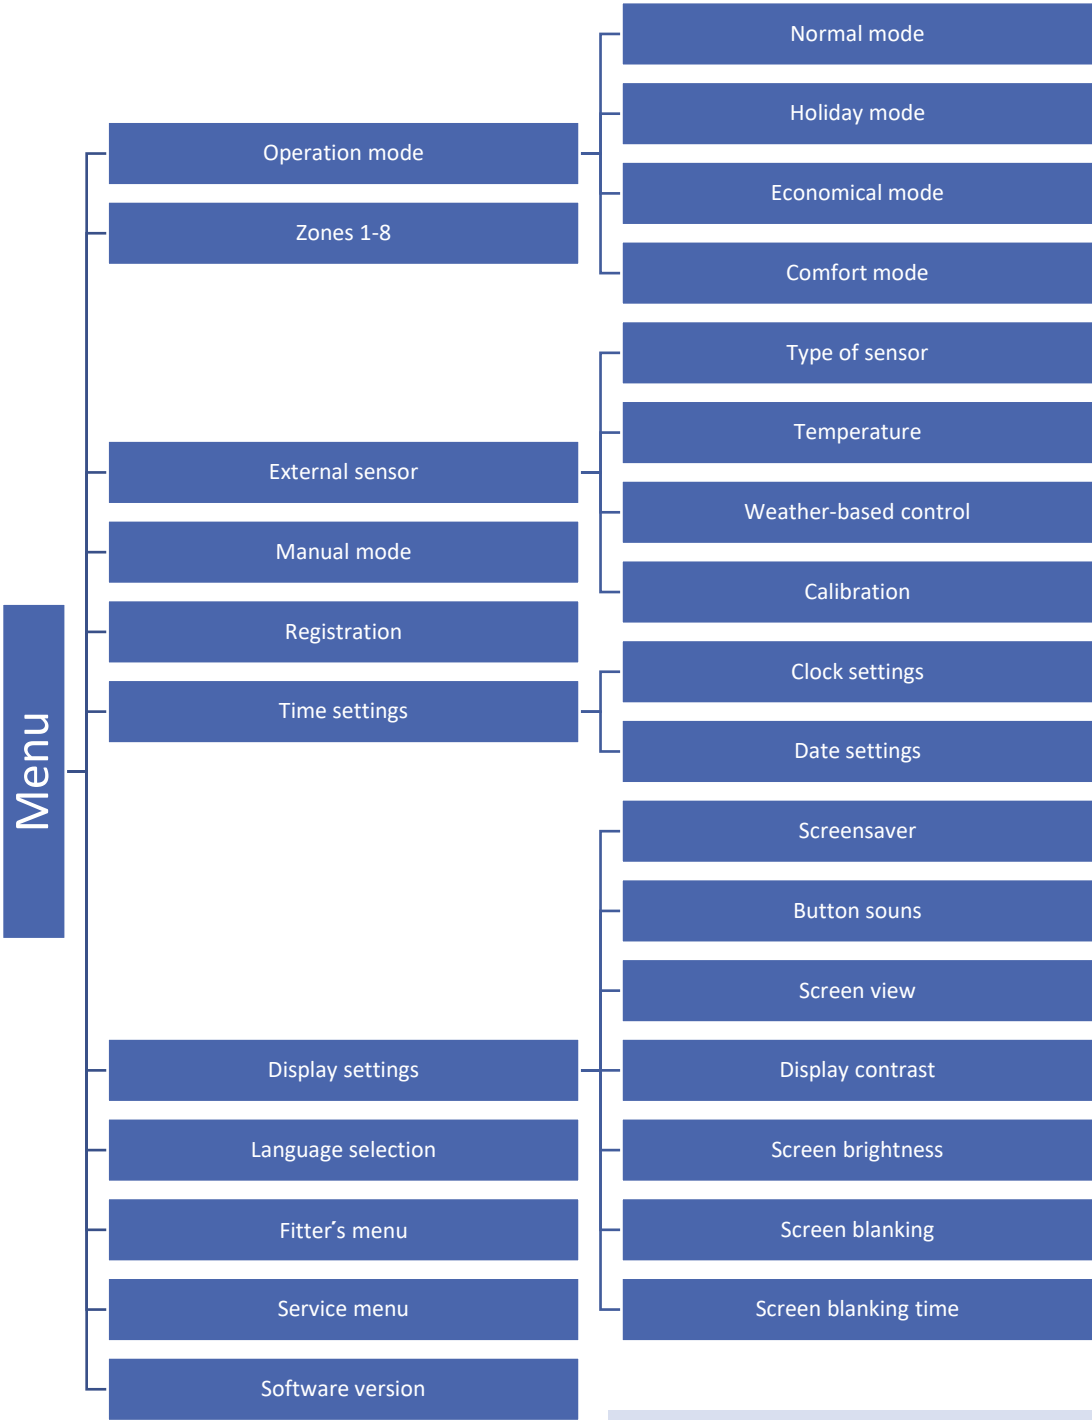 Menu
Operation mode
Normal mode
Holiday mode
Economical mode
Comfort mode
Zones 1-8
External sensor
Type of sensor
Temperature
Weather-based control
Calibration
Manual mode
Registration
Time settings
Clock settings
Date settings
Display settings
Screensaver
Button souns
Screen view
Display contrast
Screen brightness
Screen blanking
Screen blanking time
Language selection
Fitter´s menu
Service menu
Software version